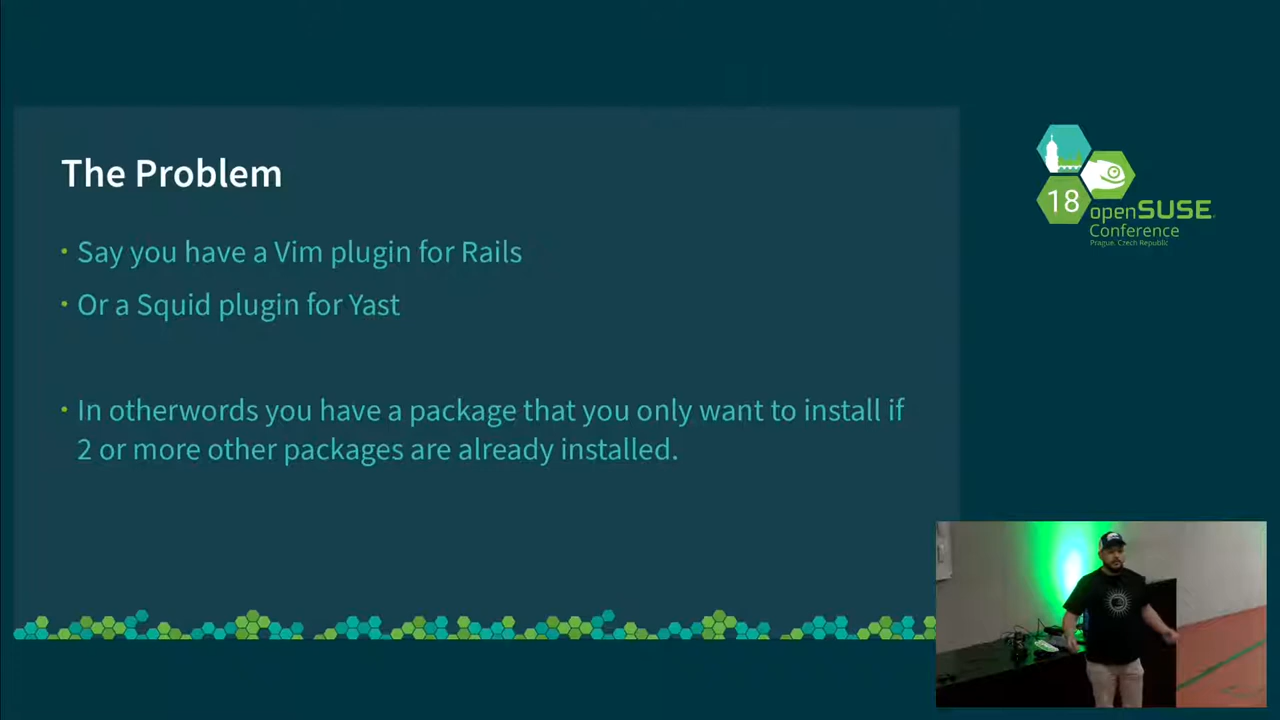 The Problem
• Say you have a Vim plugin for Rails
• Or a Squid plugin for Yast
• In otherwords you have a package that you only want to install if
2 or more other packages are already installed.
18
openSUSE
Conference
Prague, Czech Republic